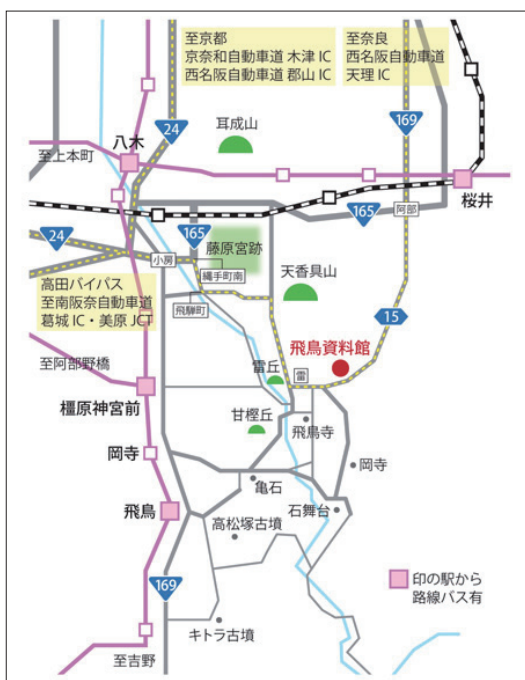 至京都
京奈和自動車道 木津 IC
西名阪自動車道 郡山 IC
至奈良
西名阪自動車道
天理 IC
24
169
耳成山
八木
至上本町
桜井
165
阿部
24
165
藤原宮跡
小房
縄手町南
天香具山
高田バイパス
至南阪奈自動車道
葛城 IC・美原 JCT
飛騨町
15
至阿部野橋
雷丘
雷
飛鳥資料館
橿原神宮前
甘樫丘
飛鳥寺
岡寺
岡寺
亀石
飛鳥
石舞台
高松塚古墳
169
印の駅から
路線バス有
キトラ古墳
至吉野